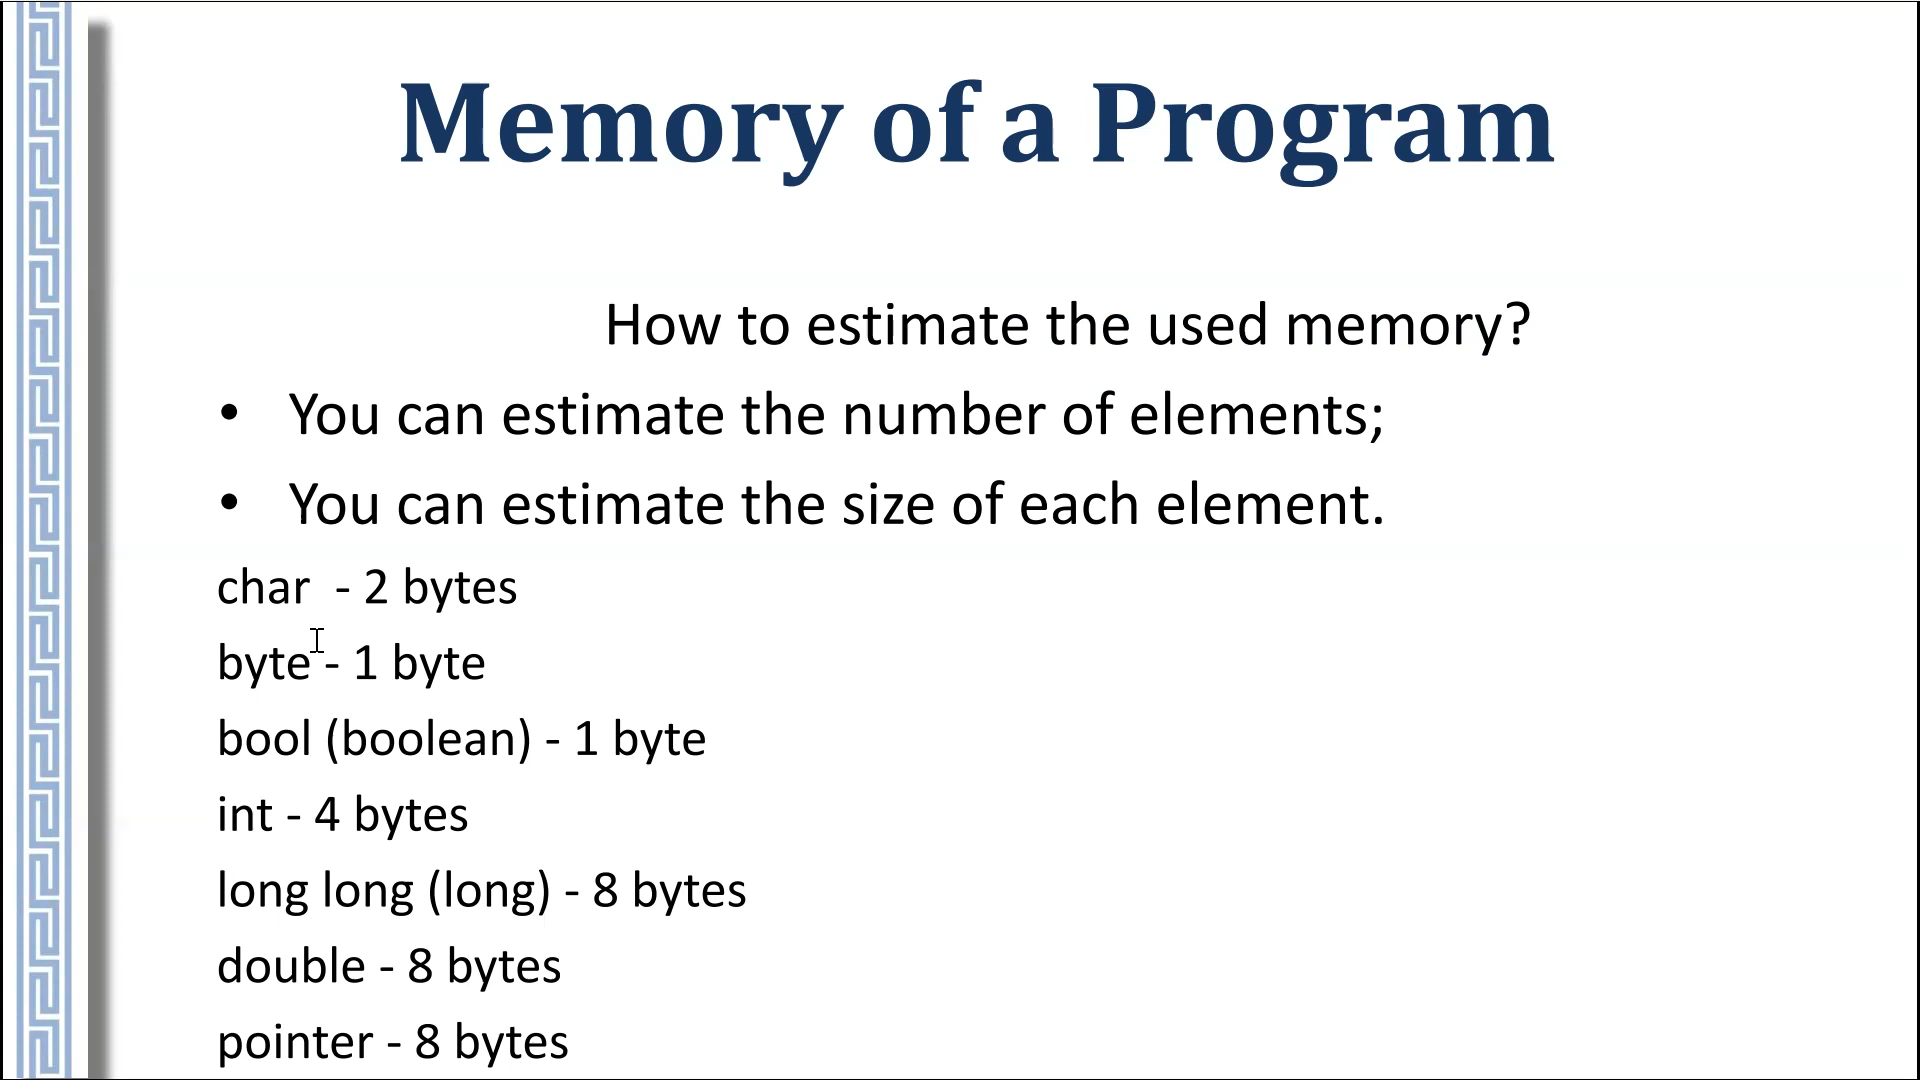 Memory of a Program
How to estimate the used memory?
• You can estimate the number of elements;
• You can estimate the size of each element.
char - 2 bytes
byte - 1 byte
bool (boolean) - 1 byte
int - 4 bytes
long long (long) - 8 bytes
double - 8 bytes
pointer - 8 bytes